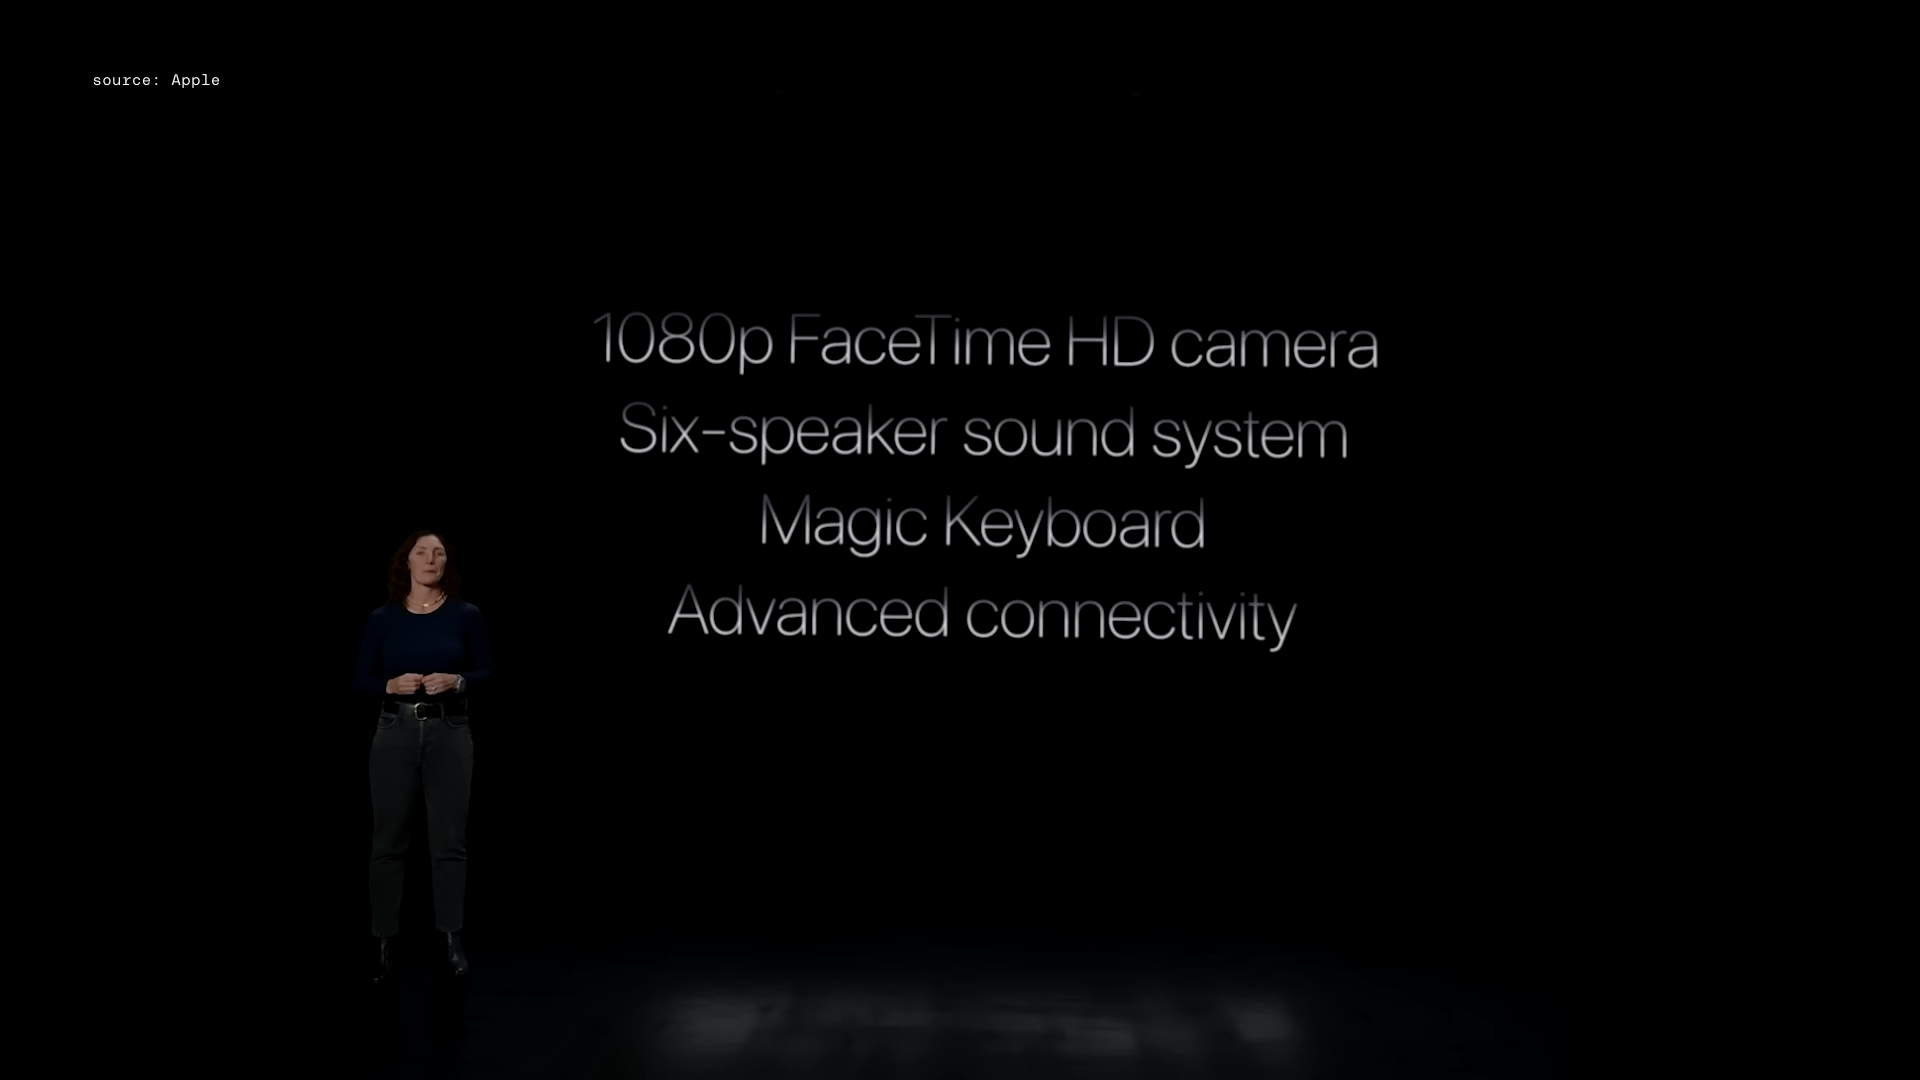 source: Apple
1080p FaceTime HD camera
Six-speaker sound system
Magic Keyboard
Advanced connectivity